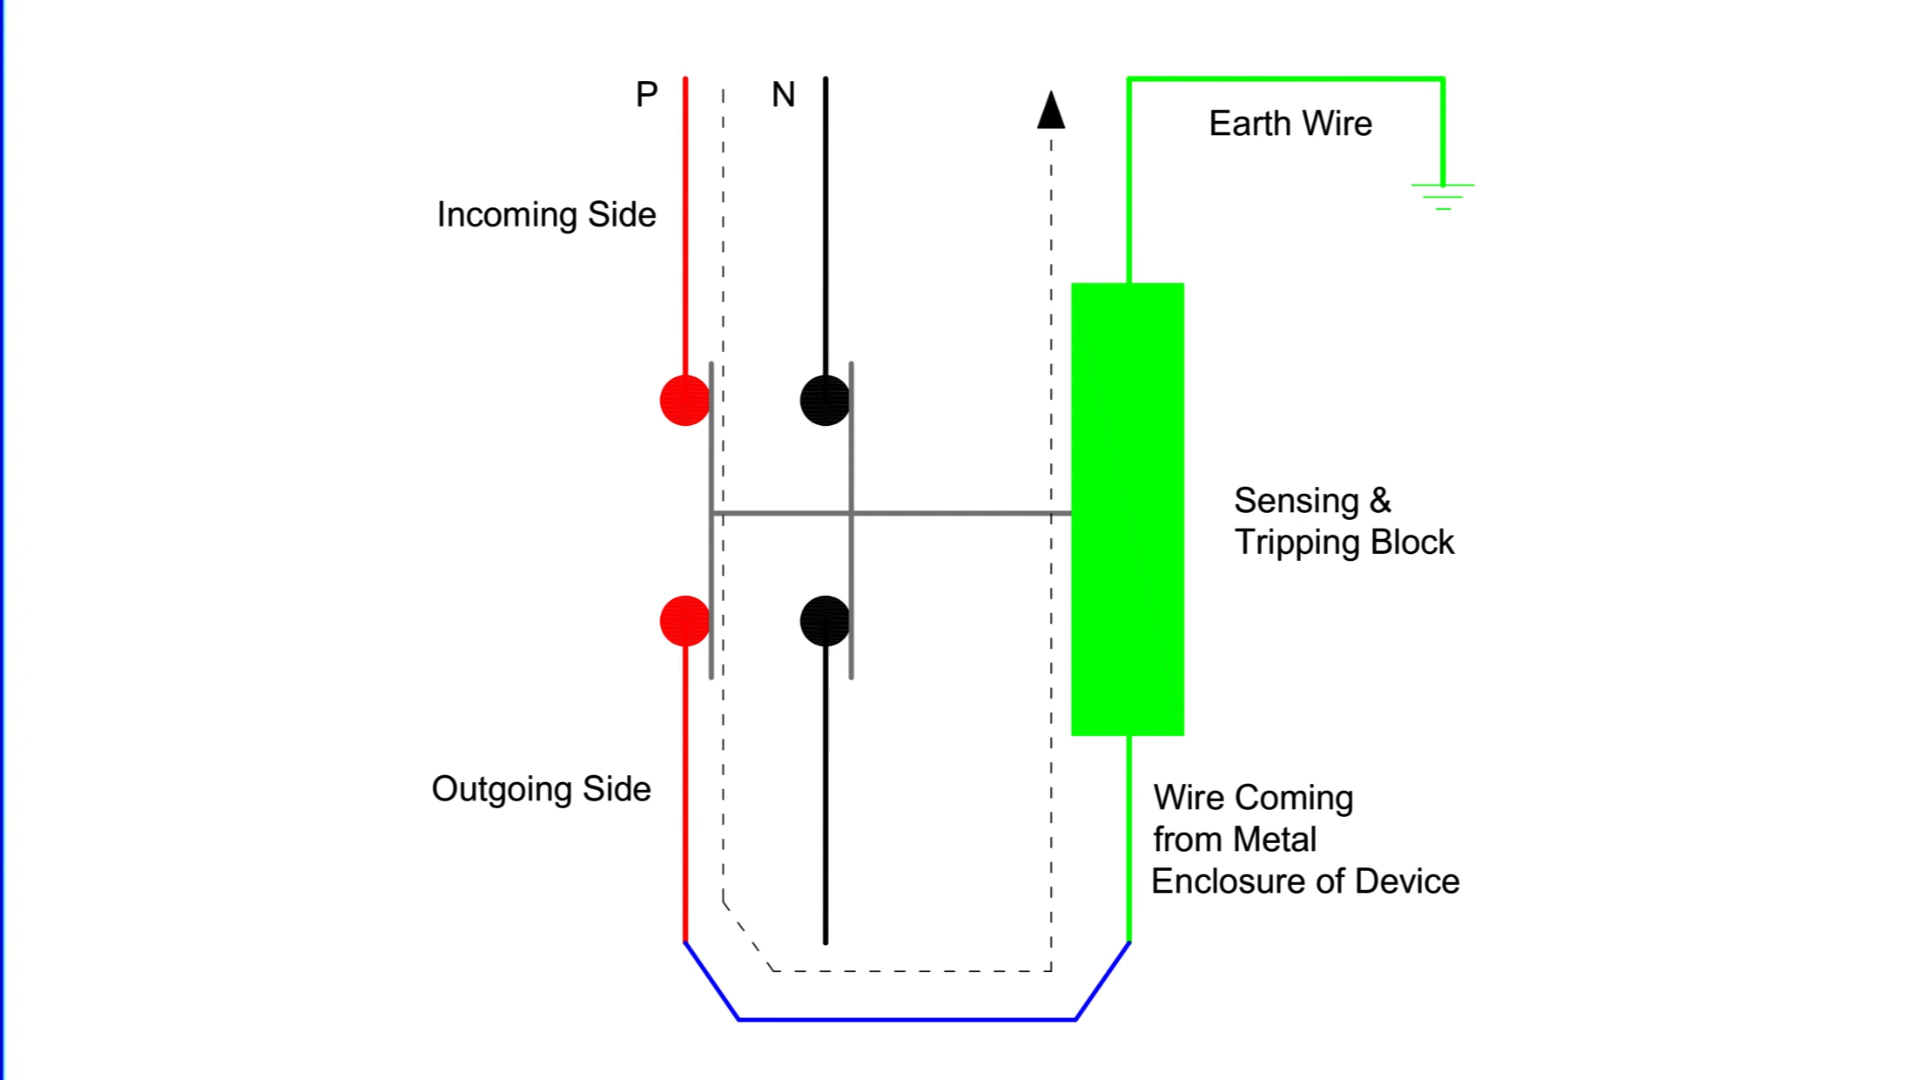 P
N
Earth Wire
Incoming Side
Sensing &
Tripping Block
Outgoing Side
Wire Coming
from Metal
Enclosure of Device